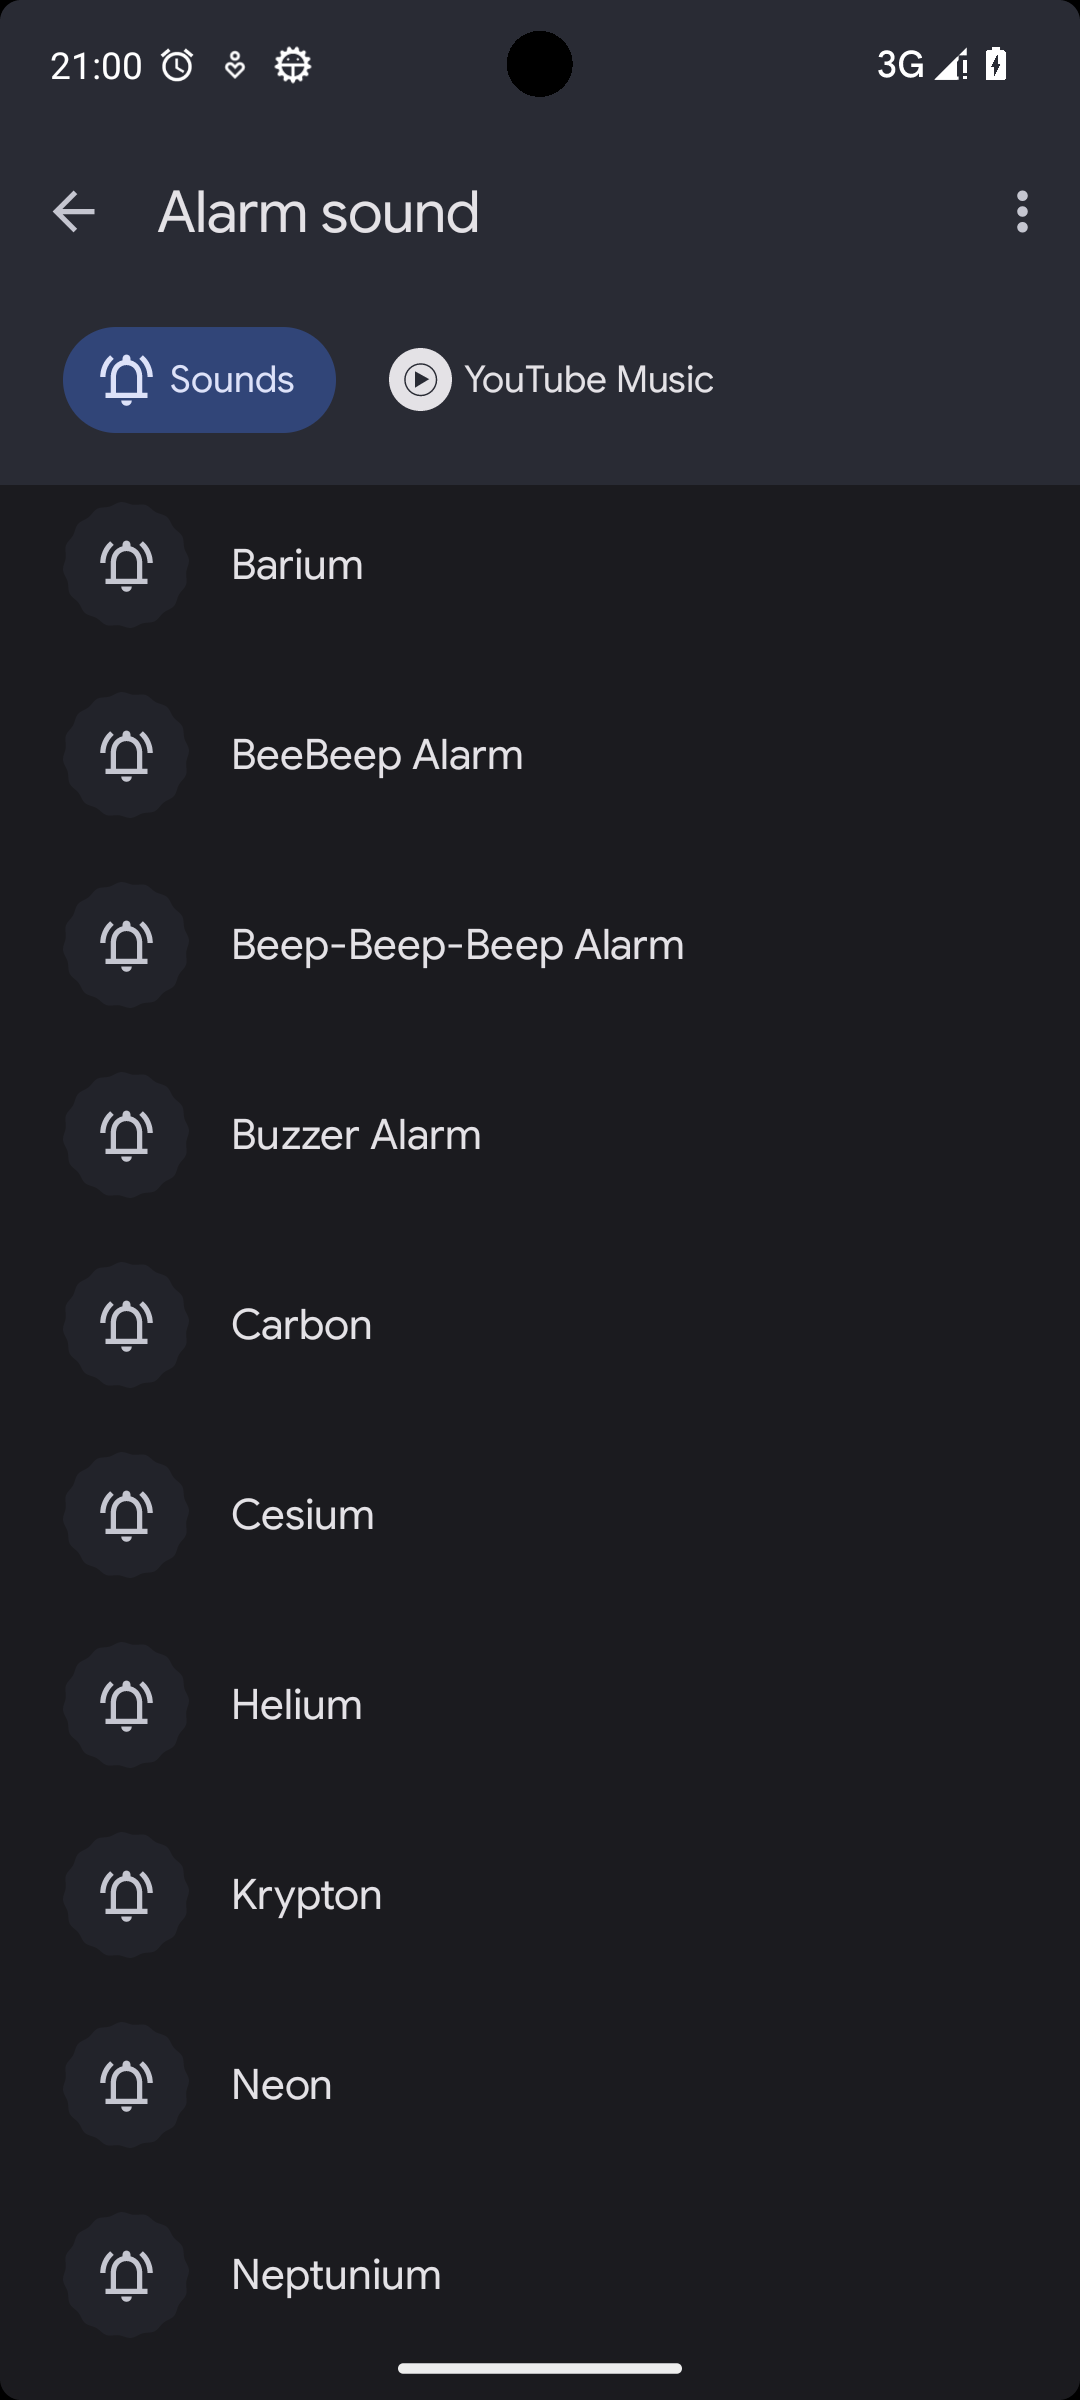 21:00
3G
Alarm sound
Sounds
YouTube Music
Barium
BeeBeep Alarm
Beep-Beep-Beep Alarm
Buzzer Alarm
Carbon
Cesium
Helium
Krypton
Neon
Neptunium